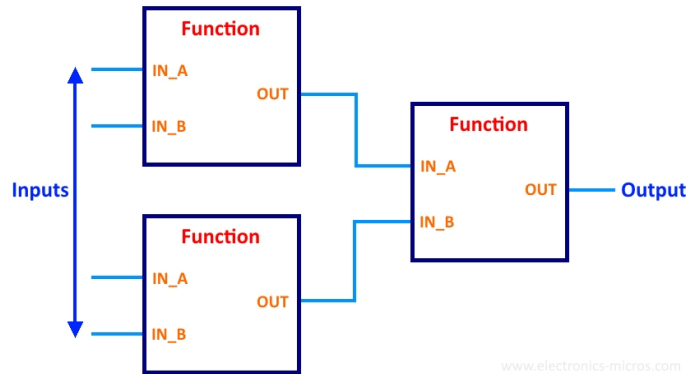 Function
IN_A
OUT
IN_B
Function
IN_A
OUT
IN_B
Inputs
Output
Function
IN_A
OUT
IN_B
www.electronics-micros.com